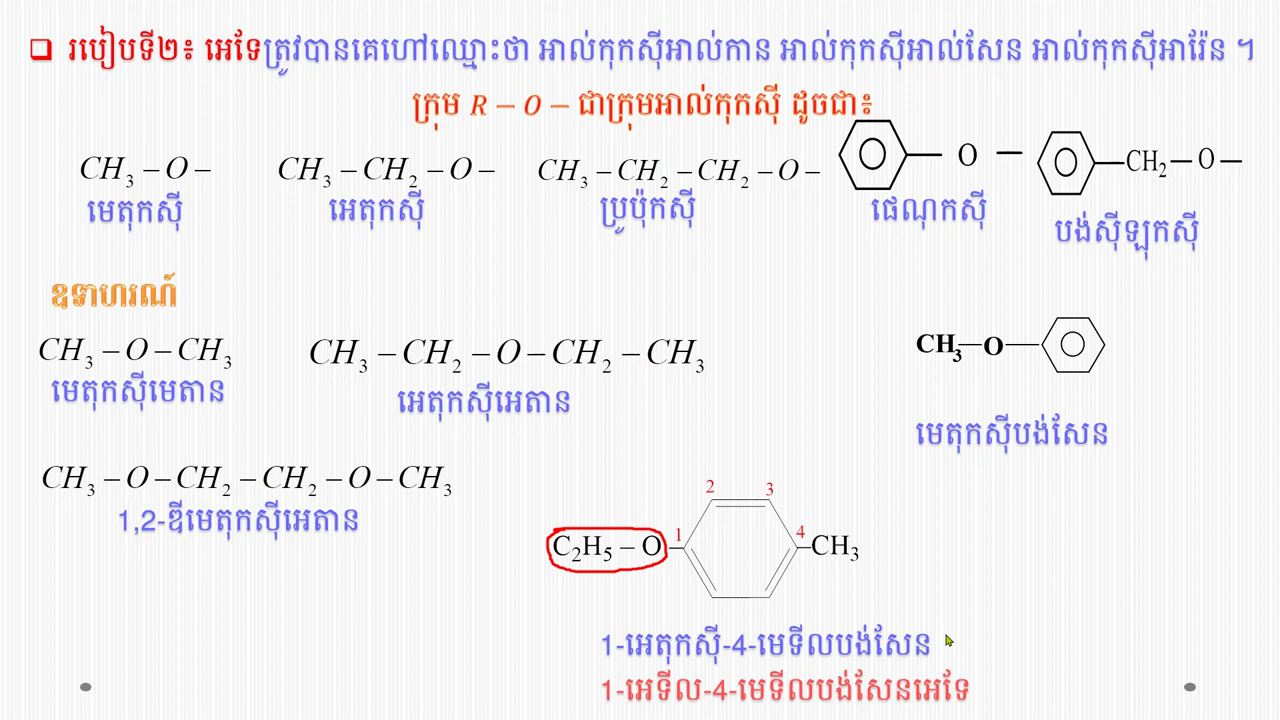 របៀបទី២៖ អេទែត្រូវបានគេហៅឈ្មោះថា អាល់កុកស៊ីអាល់កាន អាល់កុកស៊ីអាល់សែន អាល់កុកស៊ីអារ៉ែន ។
ក្រុម R – O – ជាក្រុមអាល់កុកស៊ី ដូចជា៖
CH₃ – O –
CH₃ – CH₂ – O –
CH₃ – CH₂ – CH₂ – O –
O –
CH₂ – O –
មេតុកស៊ី
អេតុកស៊ី
ប្រូប៉ុកស៊ី
ផេណុកស៊ី
បង់ស៊ីឡុកស៊ី
ឧទាហរណ៍
CH₃ – O – CH₃
CH₃ – CH₂ – O – CH₂ – CH₃
CH₃ – O –
មេតុកស៊ីមេតាន
អេតុកស៊ីអេតាន
មេតុកស៊ីបង់សែន
CH₃ – O – CH₂ – CH₂ – O – CH₃
1,2-ឌីមេតុកស៊ីអេតាន
2 3
C₂H₅ – O 1 4 CH₃
1-អេតុកស៊ី-4-មេទីលបង់សែន
1-អេទីល-4-មេទីលបង់សែនអេទែ